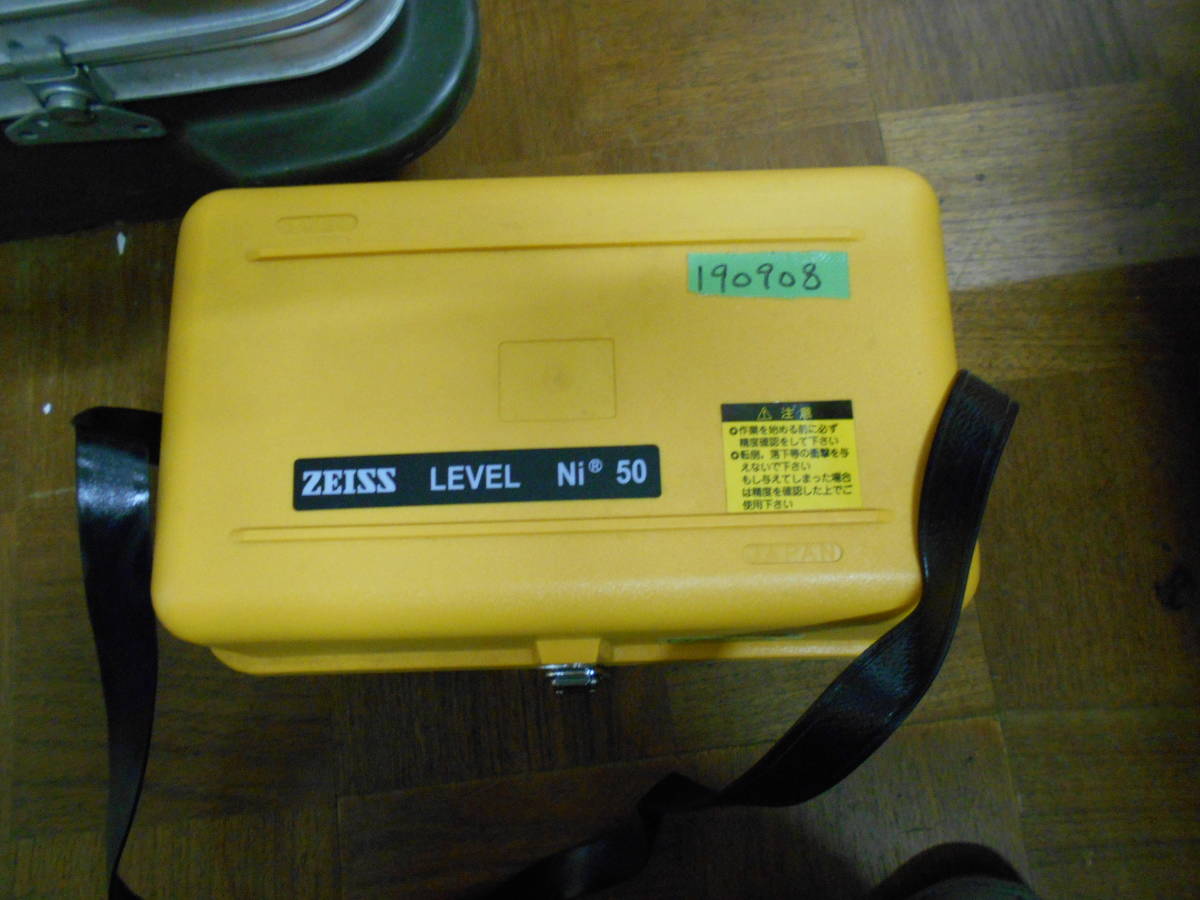 190908
⚠ 注意
作業を始める前に必ず
精度確認をして下さい
転倒、落下等の衝撃を与
えないで下さい
もし与えてしまった場合
は精度を確認した上でご
使用下さい
ZEISS LEVEL Ni® 50
JAPAN